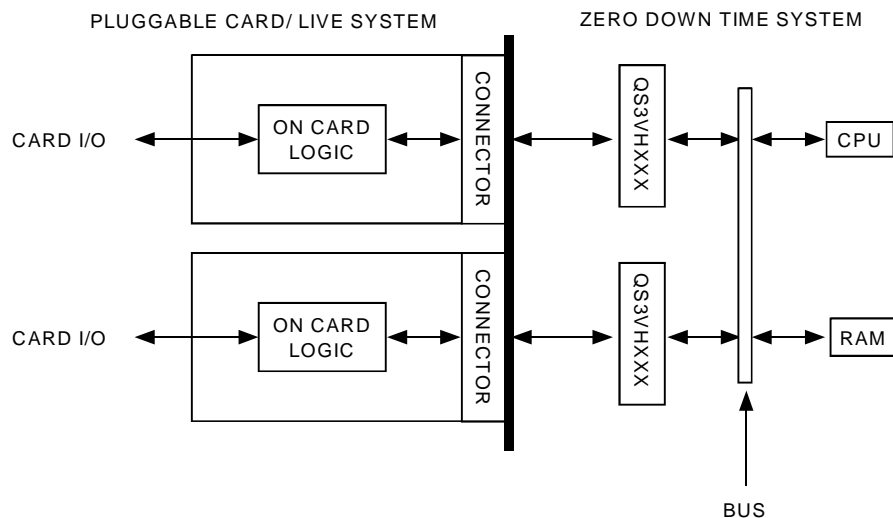 PLUGGABLE CARD/ LIVE SYSTEM
ZERO DOWN TIME SYSTEM
CARD I/O
ON CARD
LOGIC
CONNECTOR
QS3VHXXX
CPU
CARD I/O
ON CARD
LOGIC
CONNECTOR
QS3VHXXX
RAM
BUS